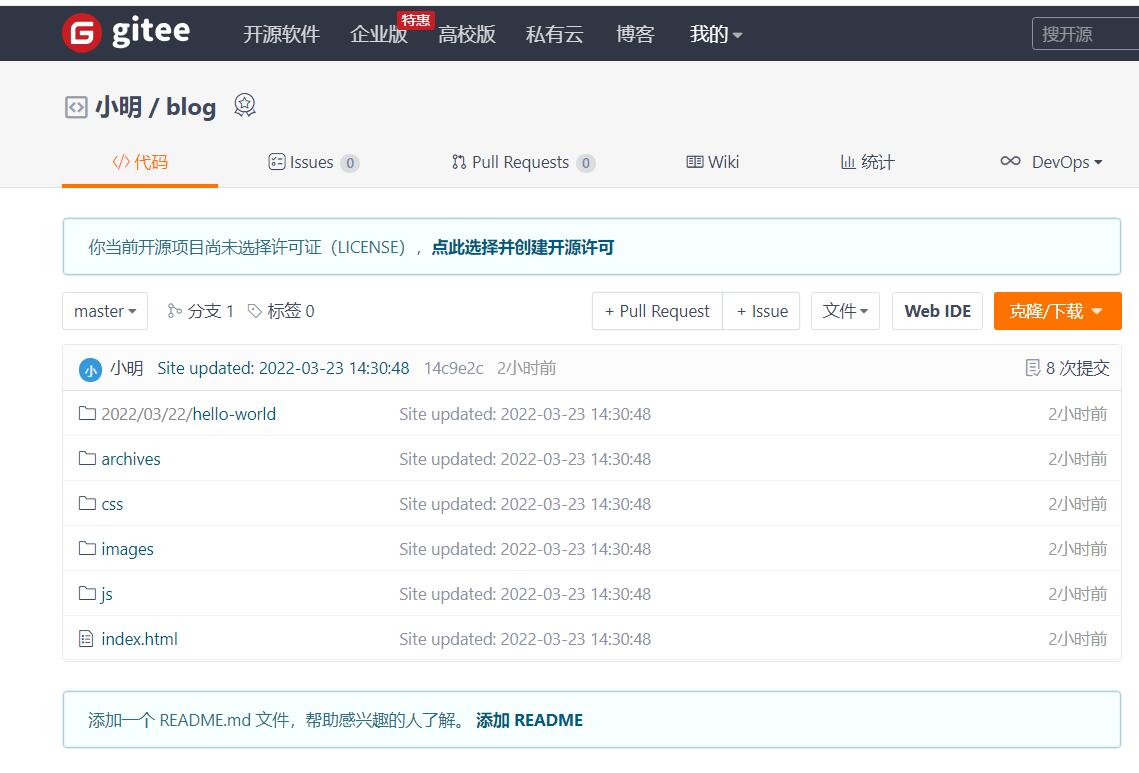 gitee 开源软件 企业版 特惠 高校版 私有云 博客 我的 搜开源
小明 / blog
代码 Issues 0 Pull Requests 0 Wiki 统计 DevOps
你当前开源项目尚未选择许可证（LICENSE），点此选择并创建开源许可
master 分支 1 标签 0 + Pull Request + Issue 文件 Web IDE 克隆/下载
小 小明 Site updated: 2022-03-23 14:30:48 14c9e2c 2小时前 8 次提交
2022/03/22/hello-world Site updated: 2022-03-23 14:30:48 2小时前
archives Site updated: 2022-03-23 14:30:48 2小时前
css Site updated: 2022-03-23 14:30:48 2小时前
images Site updated: 2022-03-23 14:30:48 2小时前
js Site updated: 2022-03-23 14:30:48 2小时前
index.html Site updated: 2022-03-23 14:30:48 2小时前
添加一个 README.md 文件，帮助感兴趣的人了解。 添加 README